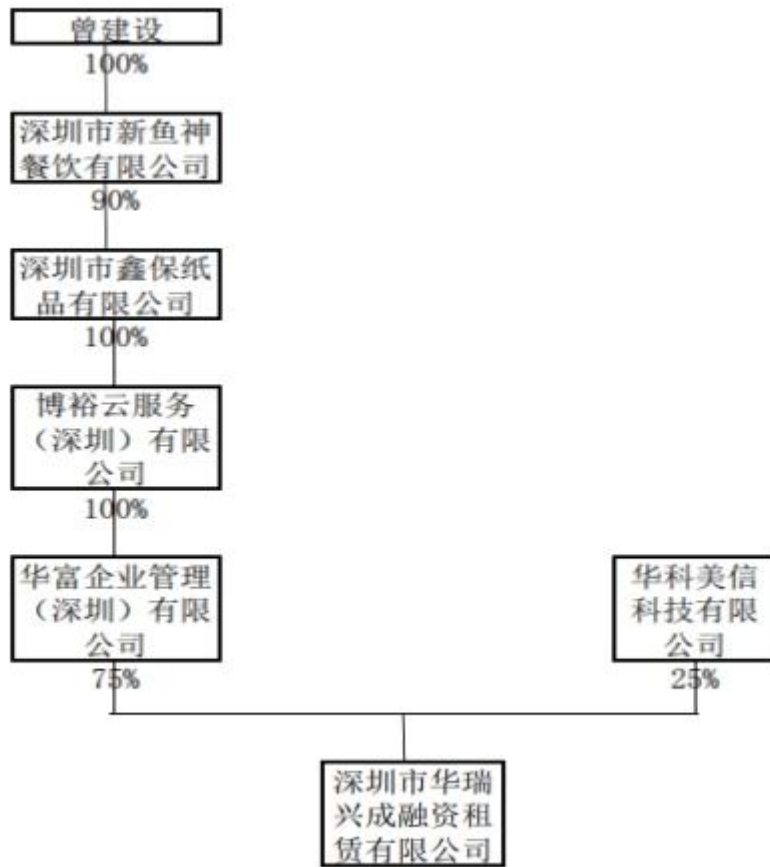 曾建设
100%
深圳市新鱼神
餐饮有限公司
90%
深圳市鑫保纸
品有限公司
100%
博裕云服务
（深圳）有限
公司
100%
华富企业管理
（深圳）有限
公司
75%
华科美信
科技有限
公司
25%
深圳市华瑞
兴成融资租
赁有限公司